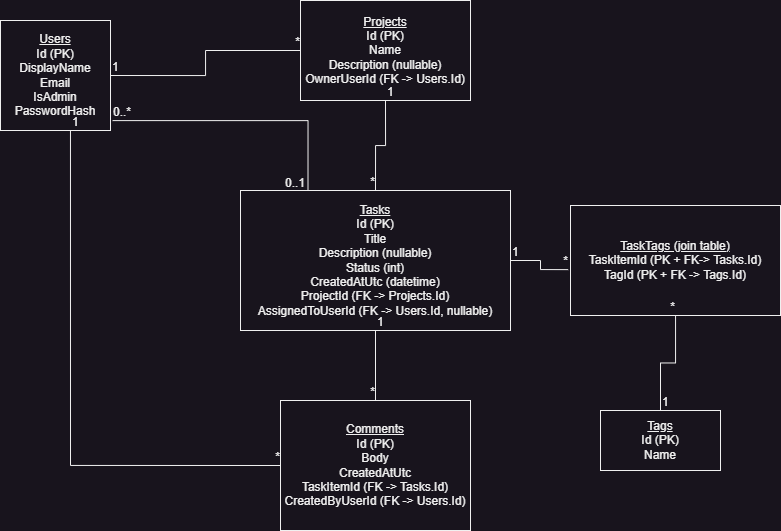 Users
Id (PK)
DisplayName
Email
IsAdmin
PasswordHash
1
1
0..*
Projects
Id (PK)
Name
Description (nullable)
OwnerUserId (FK -> Users.Id)
1
*
0..1
*
Tasks
Id (PK)
Title
Description (nullable)
Status (int)
CreatedAtUtc (datetime)
ProjectId (FK -> Projects.Id)
AssignedToUserId (FK -> Users.Id, nullable)
1
1
*
TaskTags (join table)
TaskItemId (PK + FK-> Tasks.Id)
TagId (PK + FK -> Tags.Id)
*
1
Tags
Id (PK)
Name
*
*
Comments
Id (PK)
Body
CreatedAtUtc
TaskItemId (FK -> Tasks.Id)
CreatedByUserId (FK -> Users.Id)